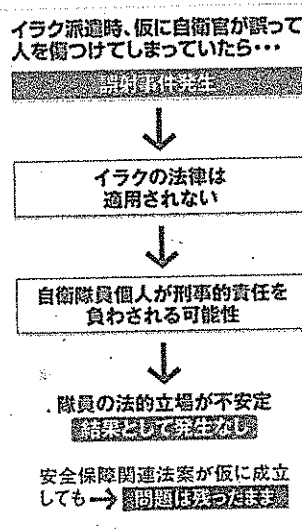 イラク派遣時、仮に自衛官が誤って
人を傷つけてしまっていたら・・・
誤射事件発生
イラクの法律は
適用されない
自衛隊員個人が刑事的責任を
負わされる可能性
隊員の法的立場が不安定
結果として発生なし
安全保障関連法案が仮に成立
しても→問題は残ったまま